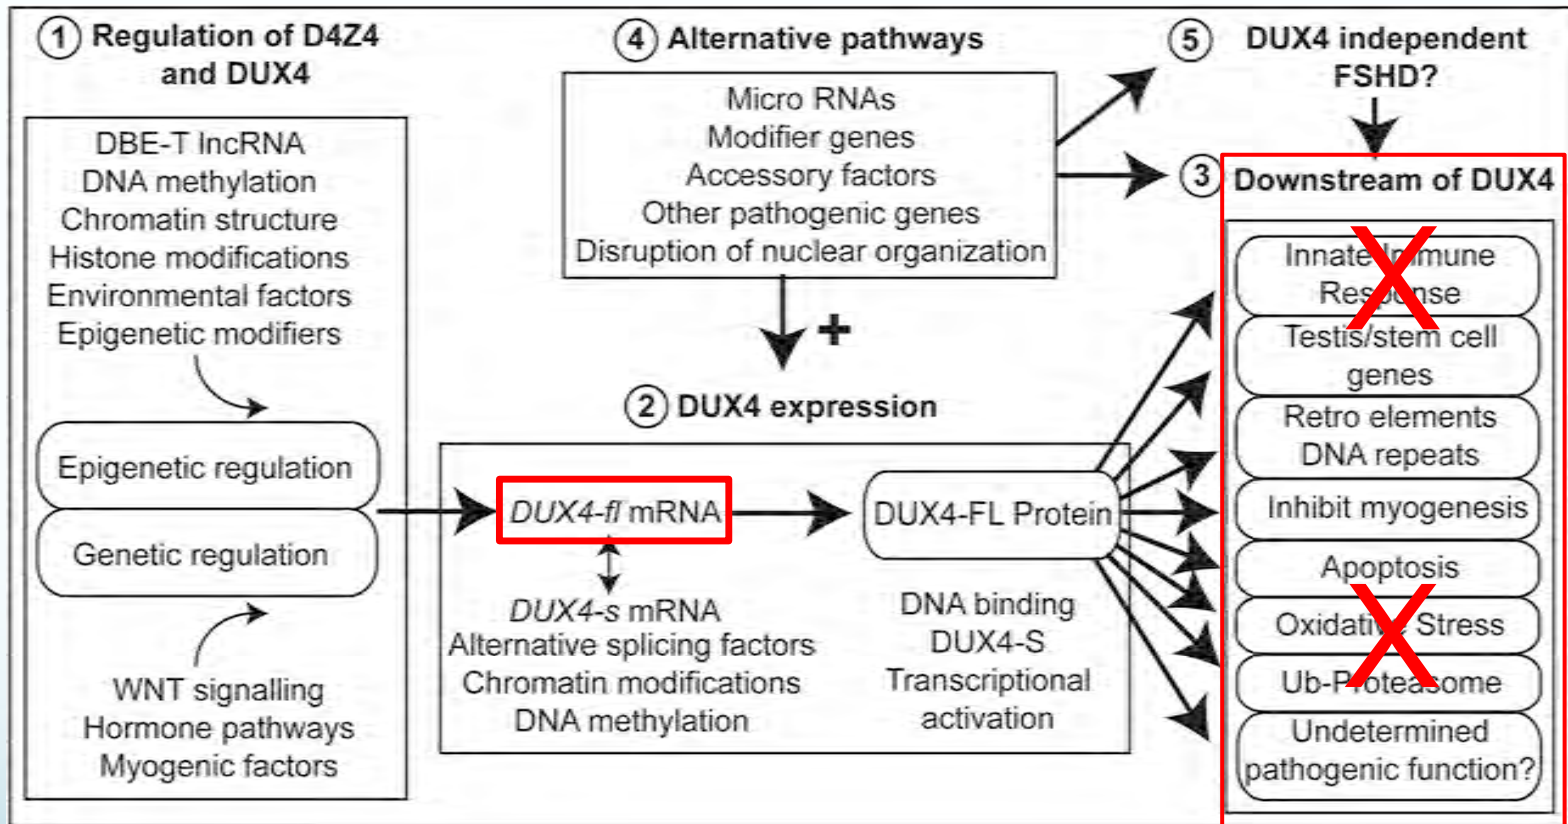 ① Regulation of D4Z4
and DUX4
DBE-T lncRNA
DNA methylation
Chromatin structure
Histone modifications
Environmental factors
Epigenetic modifiers
Epigenetic regulation
Genetic regulation
WNT signalling
Hormone pathways
Myogenic factors
④ Alternative pathways
Micro RNAs
Modifier genes
Accessory factors
Other pathogenic genes
Disruption of nuclear organization
+
② DUX4 expression
DUX4-fl mRNA
DUX4-s mRNA
Alternative splicing factors
Chromatin modifications
DNA methylation
DUX4-FL Protein
DNA binding
DUX4-S
Transcriptional
activation
⑤ DUX4 independent
FSHD?
③ Downstream of DUX4
Innate Immune
Response
Testis/stem cell
genes
Retro elements
DNA repeats
Inhibit myogenesis
Apoptosis
Oxidative Stress
Ub-Proteasome
Undetermined
pathogenic function?